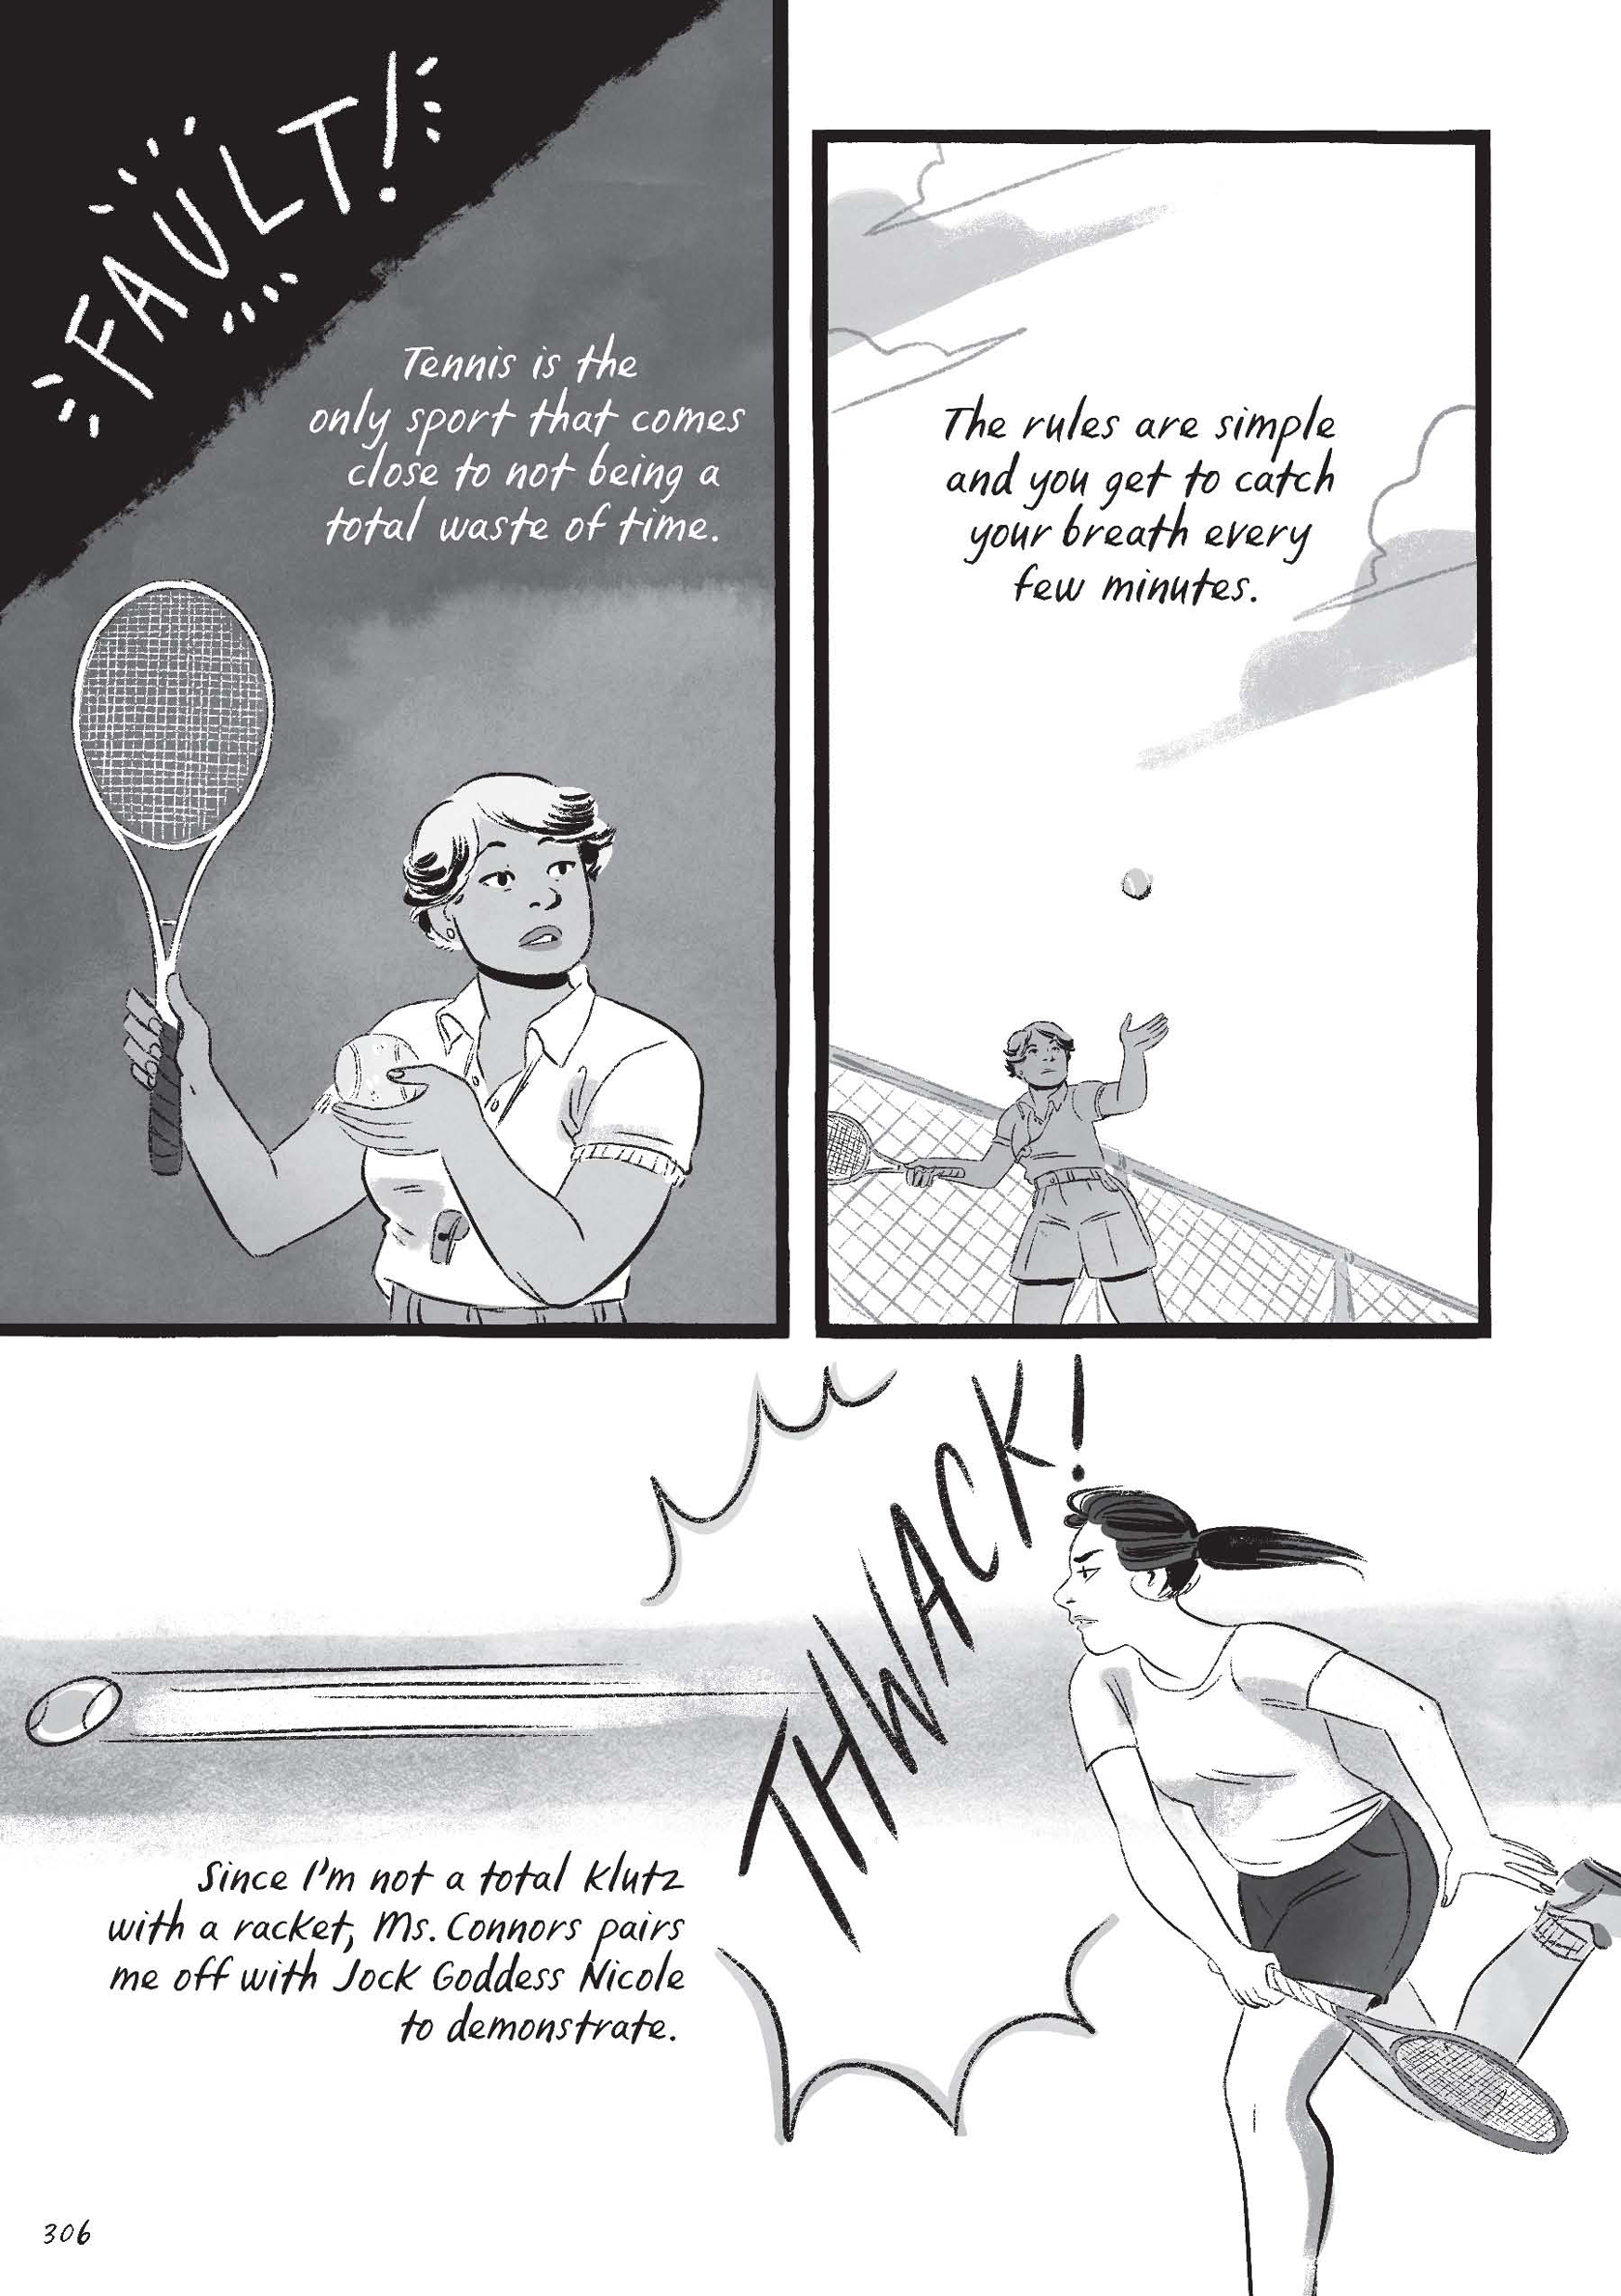 FAULT!
Tennis is the
only sport that comes
close to not being a
total waste of time.
The rules are simple
and you get to catch
your breath every
few minutes.
THWACK!
Since I'm not a total klutz
with a racket, Ms. Connors pairs
me off with Jock Goddess Nicole
to demonstrate.
306